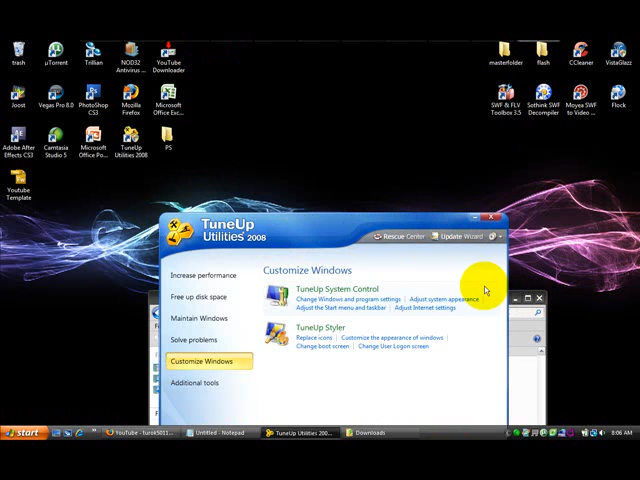 trash
µTorrent
Trillian
NOD32
Antivirus ...
YouTube
Downloader
masterfolder
flash
CCleaner
VistaGlazz
Joost
Vegas Pro 8.0
PhotoShop
CS3
Mozilla
Firefox
Microsoft
Office Exc...
SWF & FLV
Toolbox 3.5
Sothink SWF
Decompiler
Moyea SWF
to Video ...
Flock
Adobe After
Effects CS3
Camtasia
Studio 5
Microsoft
Office Po...
TuneUp
Utilities 2008
PS
Youtube
Template
TuneUp
Utilities 2008
Rescue Center
Update Wizard
Increase performance
Free up disk space
Maintain Windows
Solve problems
Customize Windows
Additional tools
Customize Windows
TuneUp System Control
Change Windows and program settings | Adjust system appearance
Adjust the Start menu and taskbar | Adjust Internet settings
TuneUp Styler
Replace icons | Customize the appearance of windows |
Change boot screen | Change User Logon screen
start
YouTube - turok5011...
Untitled - Notepad
TuneUp Utilities 200...
Downloads
8:06 AM